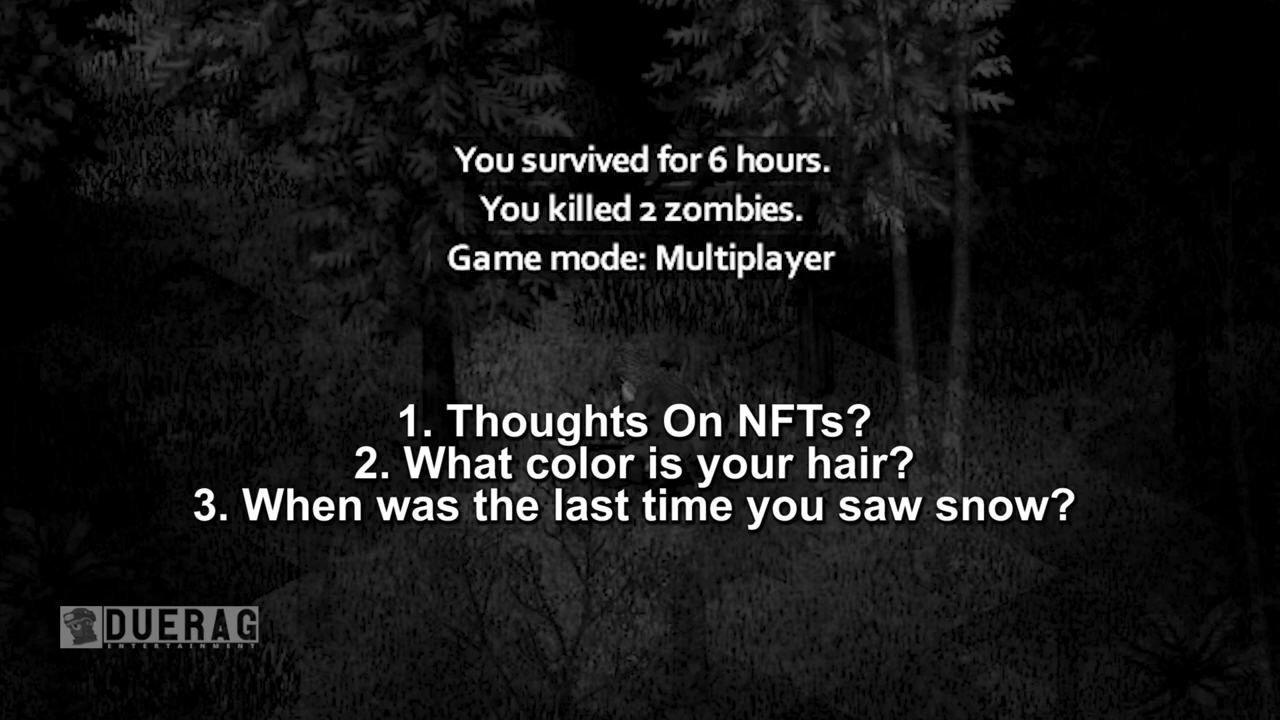 You survived for 6 hours.
You killed 2 zombies.
Game mode: Multiplayer
1. Thoughts On NFTs?
2. What color is your hair?
3. When was the last time you saw snow?
DUERAG
ENTERTAINMENT